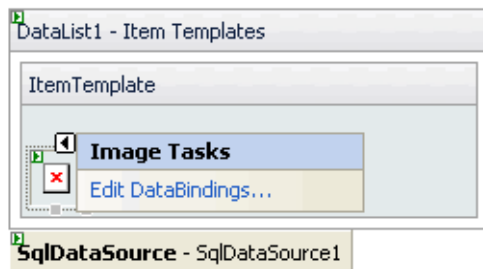 DataList1 - Item Templates
ItemTemplate
Image Tasks
Edit DataBindings...
SqlDataSource - SqlDataSource1